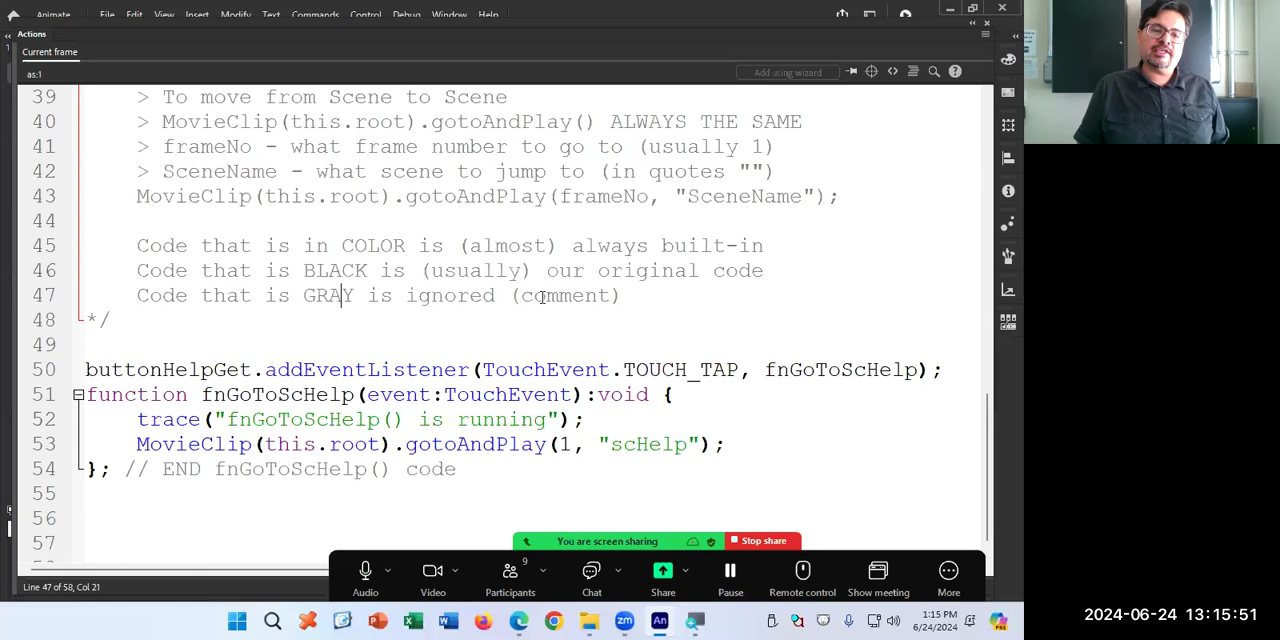 Animate File Edit View Insert Modify Text Commands Control Debug Window Help
Actions
Current frame
as:1
Add using wizard
39 > To move from Scene to Scene
40 > MovieClip(this.root).gotoAndPlay() ALWAYS THE SAME
41 > frameNo - what frame number to go to (usually 1)
42 > SceneName - what scene to jump to (in quotes "")
43 MovieClip(this.root).gotoAndPlay(frameNo, "SceneName");
44
45 Code that is in COLOR is (almost) always built-in
46 Code that is BLACK is (usually) our original code
47 Code that is GRAY is ignored (comment)
48 */
49
50 buttonHelpGet.addEventListener(TouchEvent.TOUCH_TAP, fnGoToScHelp);
51 function fnGoToScHelp(event:TouchEvent):void {
52 trace("fnGoToScHelp() is running");
53 MovieClip(this.root).gotoAndPlay(1, "scHelp");
54 }; // END fnGoToScHelp() code
55
56
57
You are screen sharing Stop share
9
Audio Video Participants Chat Share Pause Remote control Show meeting More
Line 47 of 58, Col 21
1:15 PM
6/24/2024
2024-06-24 13:15:51